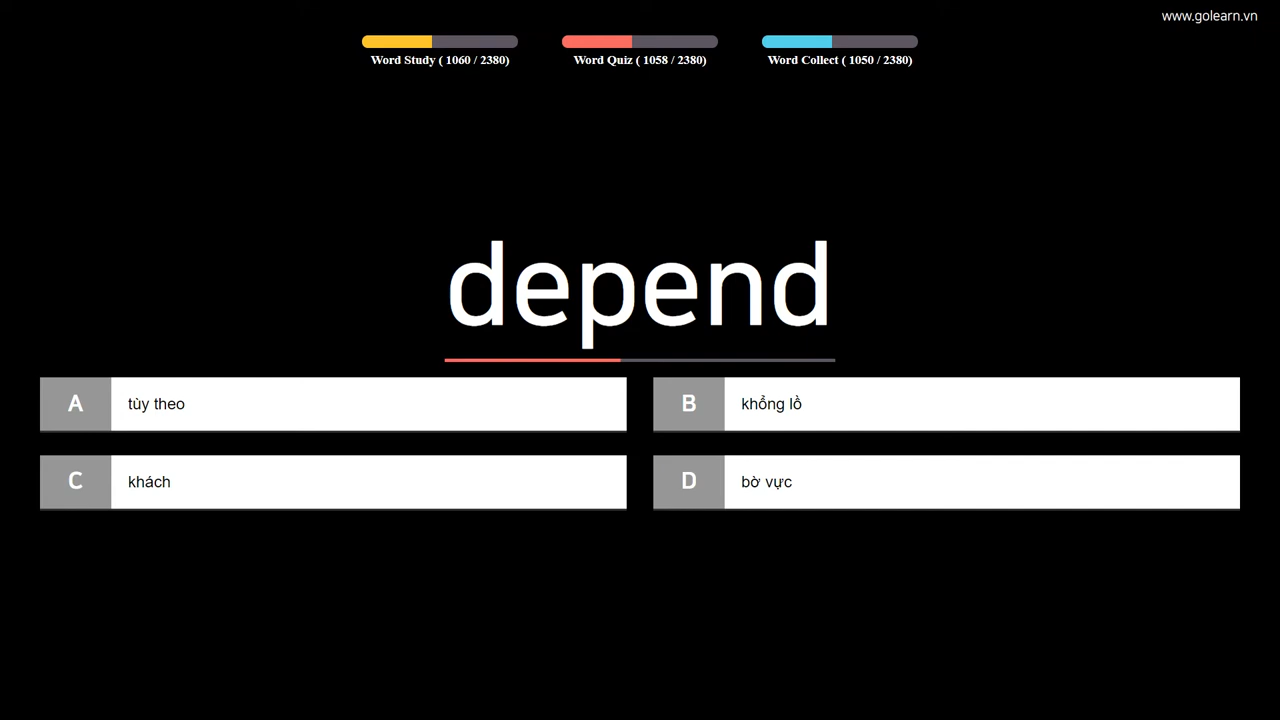 www.golearn.vn
Word Study ( 1060 / 2380)
Word Quiz ( 1058 / 2380)
Word Collect ( 1050 / 2380)
depend
A tùy theo
B khổng lồ
C khách
D bờ vực